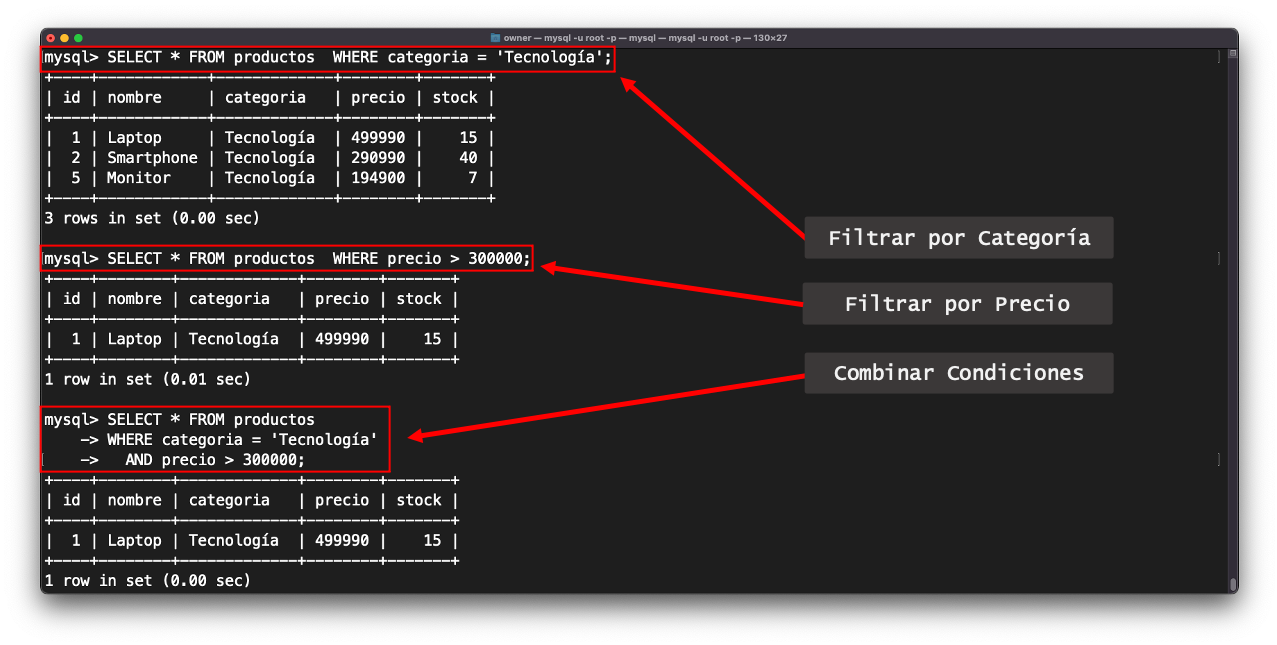 owner — mysql -u root -p — mysql — mysql -u root -p — 130×27
mysql> SELECT * FROM productos  WHERE categoria = 'Tecnología';
+----+------------+-------------+--------+-------+
| id | nombre     | categoria   | precio | stock |
+----+------------+-------------+--------+-------+
|  1 | Laptop     | Tecnología  | 499990 |    15 |
|  2 | Smartphone | Tecnología  | 290990 |    40 |
|  5 | Monitor    | Tecnología  | 194900 |     7 |
+----+------------+-------------+--------+-------+
3 rows in set (0.00 sec)
Filtrar por Categoría
mysql> SELECT * FROM productos  WHERE precio > 300000;
+----+--------+-------------+--------+-------+
| id | nombre | categoria   | precio | stock |
+----+--------+-------------+--------+-------+
|  1 | Laptop | Tecnología  | 499990 |    15 |
+----+--------+-------------+--------+-------+
1 row in set (0.01 sec)
Filtrar por Precio
Combinar Condiciones
mysql> SELECT * FROM productos
    -> WHERE categoria = 'Tecnología'
    ->   AND precio > 300000;
+----+--------+-------------+--------+-------+
| id | nombre | categoria   | precio | stock |
+----+--------+-------------+--------+-------+
|  1 | Laptop | Tecnología  | 499990 |    15 |
+----+--------+-------------+--------+-------+
1 row in set (0.00 sec)